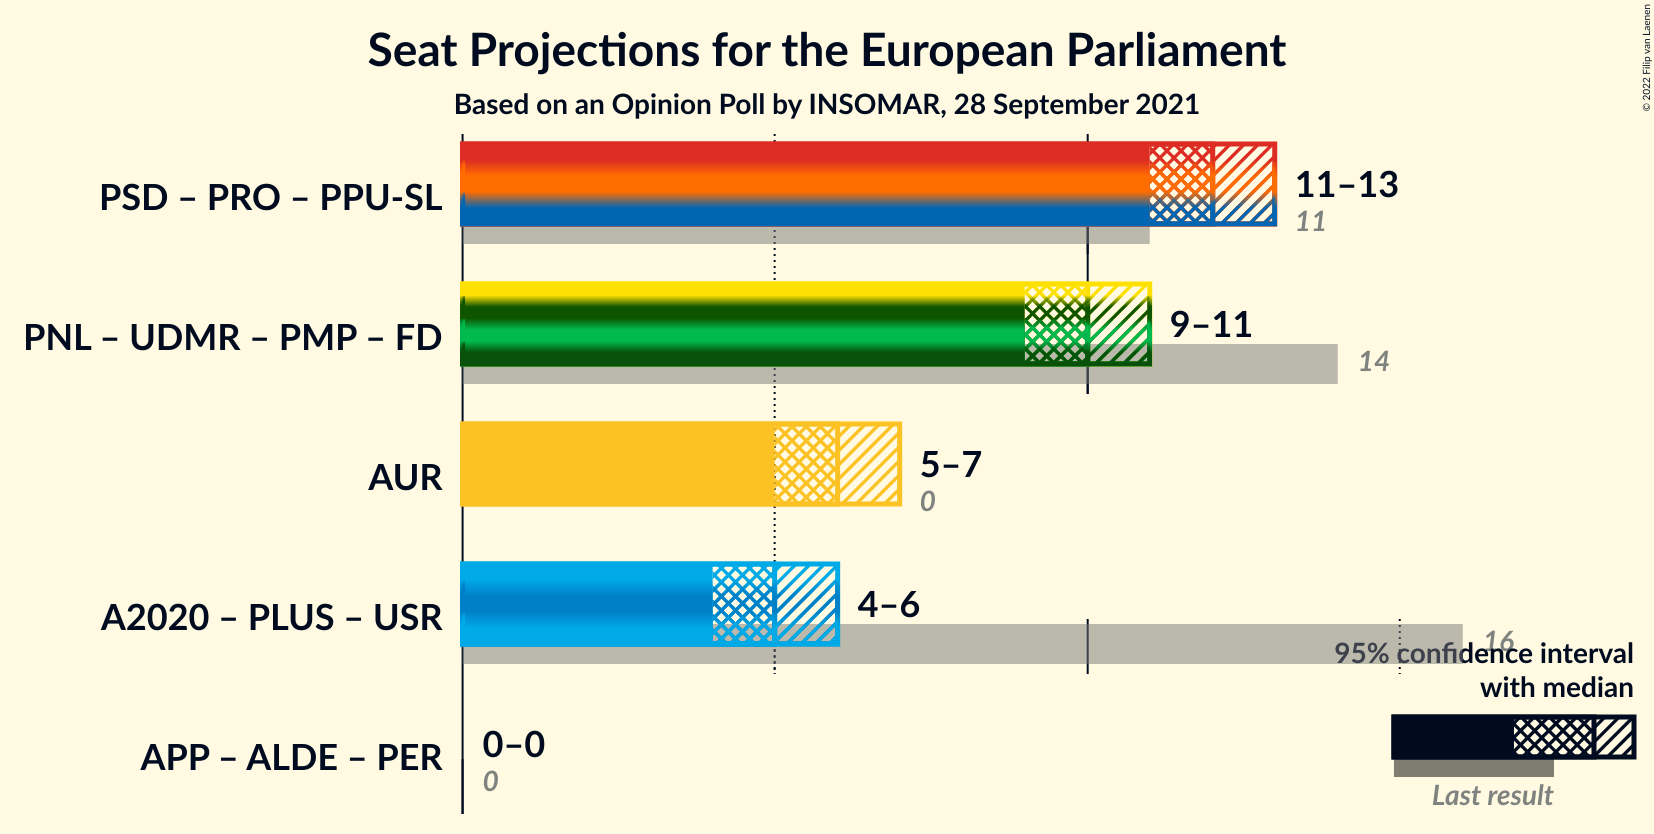 Seat Projections for the European Parliament
Based on an Opinion Poll by INSOMAR, 28 September 2021
© 2022 Filip van Laenen
PSD – PRO – PPU-SL
11–13
11
PNL – UDMR – PMP – FD
9–11
14
AUR
5–7
0
A2020 – PLUS – USR
4–6
16
APP – ALDE – PER
0–0
0
95% confidence interval
with median
Last result